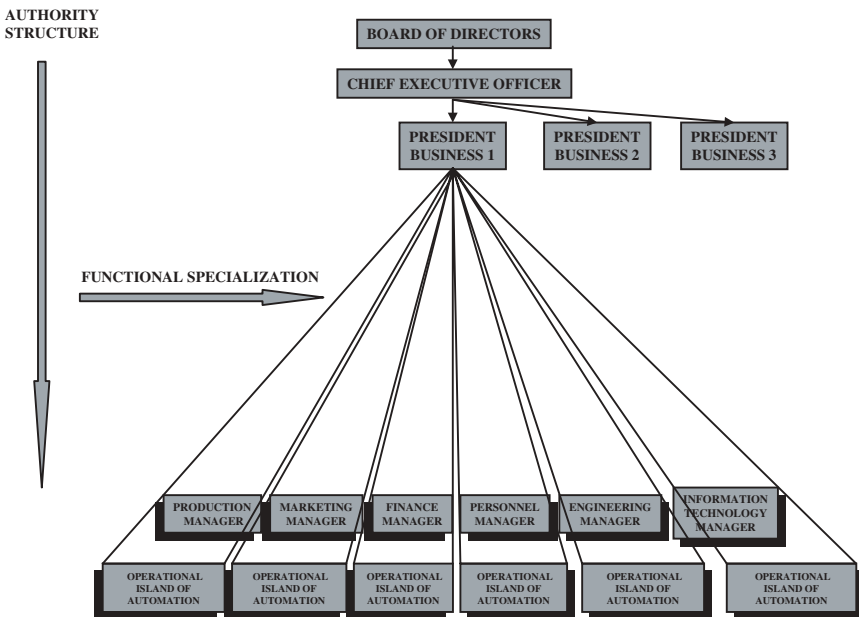 AUTHORITY
STRUCTURE
BOARD OF DIRECTORS
CHIEF EXECUTIVE OFFICER
PRESIDENT
BUSINESS 1
PRESIDENT
BUSINESS 2
PRESIDENT
BUSINESS 3
FUNCTIONAL SPECIALIZATION
PRODUCTION
MANAGER
MARKETING
MANAGER
FINANCE
MANAGER
PERSONNEL
MANAGER
ENGINEERING
MANAGER
INFORMATION
TECHNOLOGY
MANAGER
OPERATIONAL
ISLAND OF
AUTOMATION
OPERATIONAL
ISLAND OF
AUTOMATION
OPERATIONAL
ISLAND OF
AUTOMATION
OPERATIONAL
ISLAND OF
AUTOMATION
OPERATIONAL
ISLAND OF
AUTOMATION
OPERATIONAL
ISLAND OF
AUTOMATION